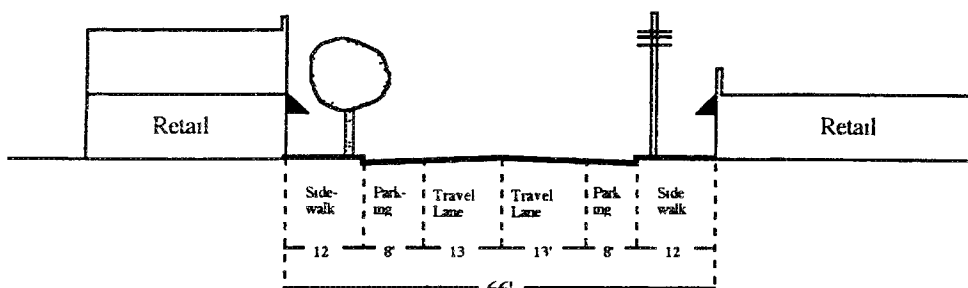 Retail
Retail
Side-
walk
Park-
ing
Travel
Lane
Travel
Lane
Park
ing
Side
walk
12
8'
13
13'
8'
12
66'